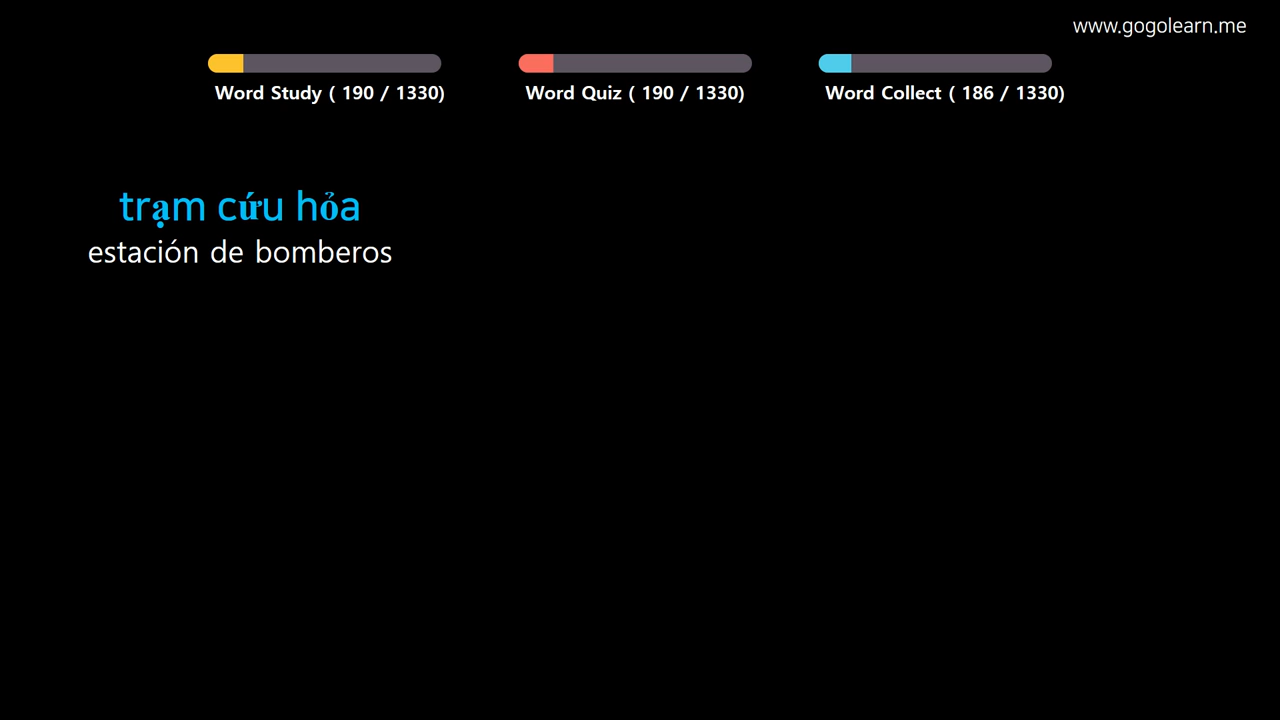 www.gogolearn.me
Word Study ( 190 / 1330)
Word Quiz ( 190 / 1330)
Word Collect ( 186 / 1330)
trạm cứu hỏa
estación de bomberos